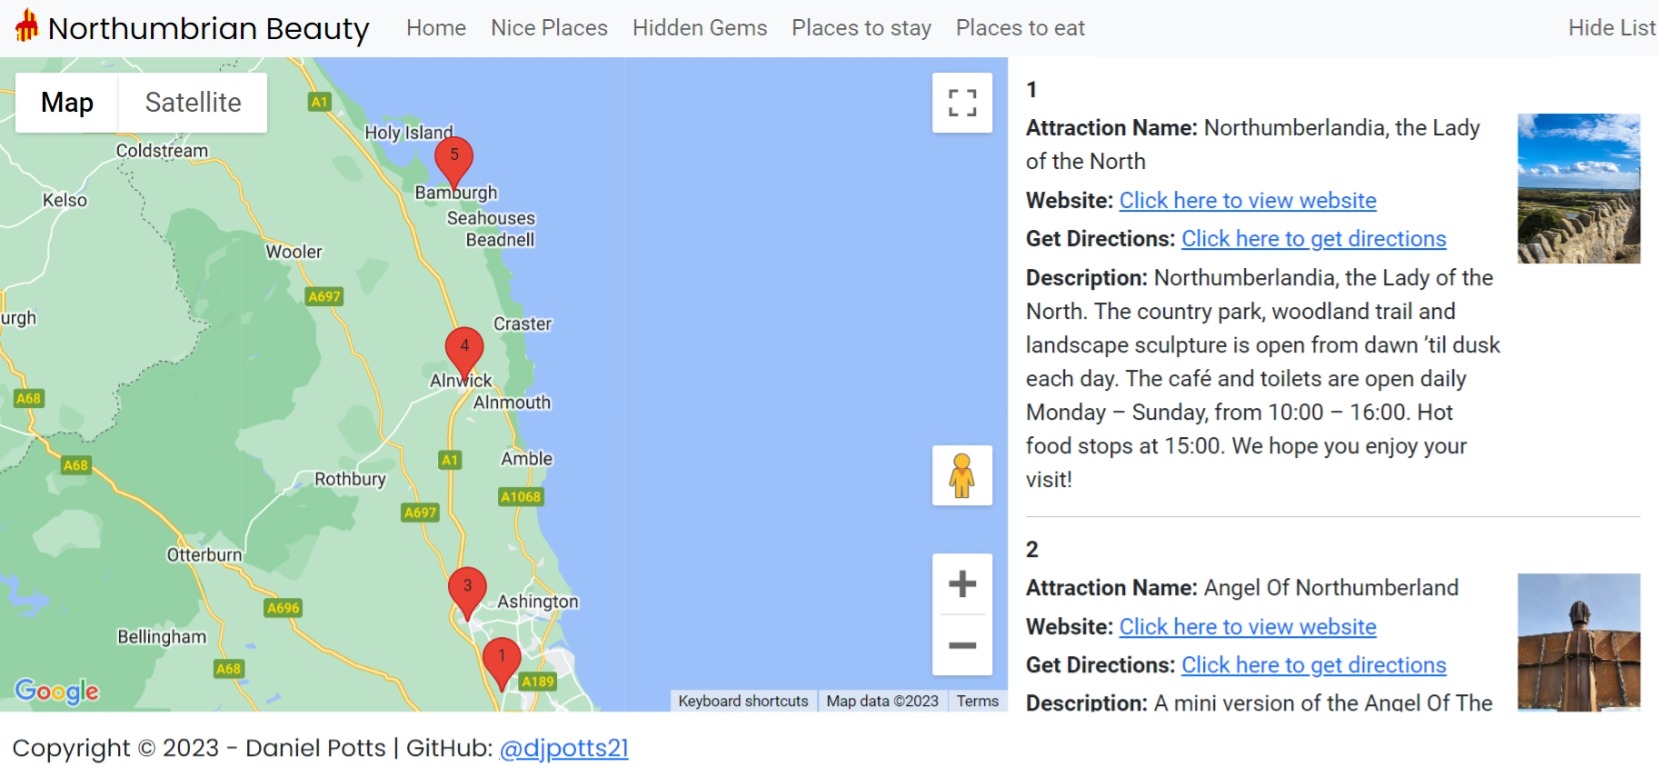 Northumbrian Beauty
Home Nice Places Hidden Gems Places to stay Places to eat Hide List
Map Satellite
A1
Holy Island
Coldstream
5
Kelso
Bamburgh
Seahouses
Beadnell
Wooler
A697
urgh
Craster
4
Alnwick
A68
Alnmouth
A68
A1
Amble
Rothbury
A1068
A697
Otterburn
3
Ashington
A696
Bellingham
1
A68
A189
Google
Keyboard shortcuts Map data ©2023 Terms
1
Attraction Name: Northumberlandia, the Lady
of the North
Website: Click here to view website
Get Directions: Click here to get directions
Description: Northumberlandia, the Lady of the
North. The country park, woodland trail and
landscape sculpture is open from dawn ’til dusk
each day. The café and toilets are open daily
Monday – Sunday, from 10:00 – 16:00. Hot
food stops at 15:00. We hope you enjoy your
visit!
2
Attraction Name: Angel Of Northumberland
Website: Click here to view website
Get Directions: Click here to get directions
Description: A mini version of the Angel Of The
Copyright © 2023 - Daniel Potts | GitHub: @djpotts21